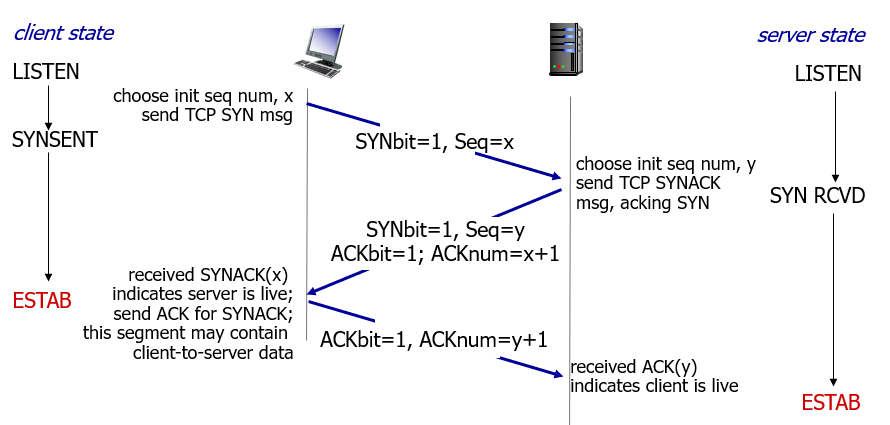 client state
server state
LISTEN
LISTEN
choose init seq num, x
send TCP SYN msg
SYNSENT
SYNbit=1, Seq=x
choose init seq num, y
send TCP SYNACK
msg, acking SYN
SYN RCVD
SYNbit=1, Seq=y
ACKbit=1; ACKnum=x+1
received SYNACK(x)
indicates server is live;
send ACK for SYNACK;
this segment may contain
client-to-server data
ESTAB
ACKbit=1, ACKnum=y+1
received ACK(y)
indicates client is live
ESTAB